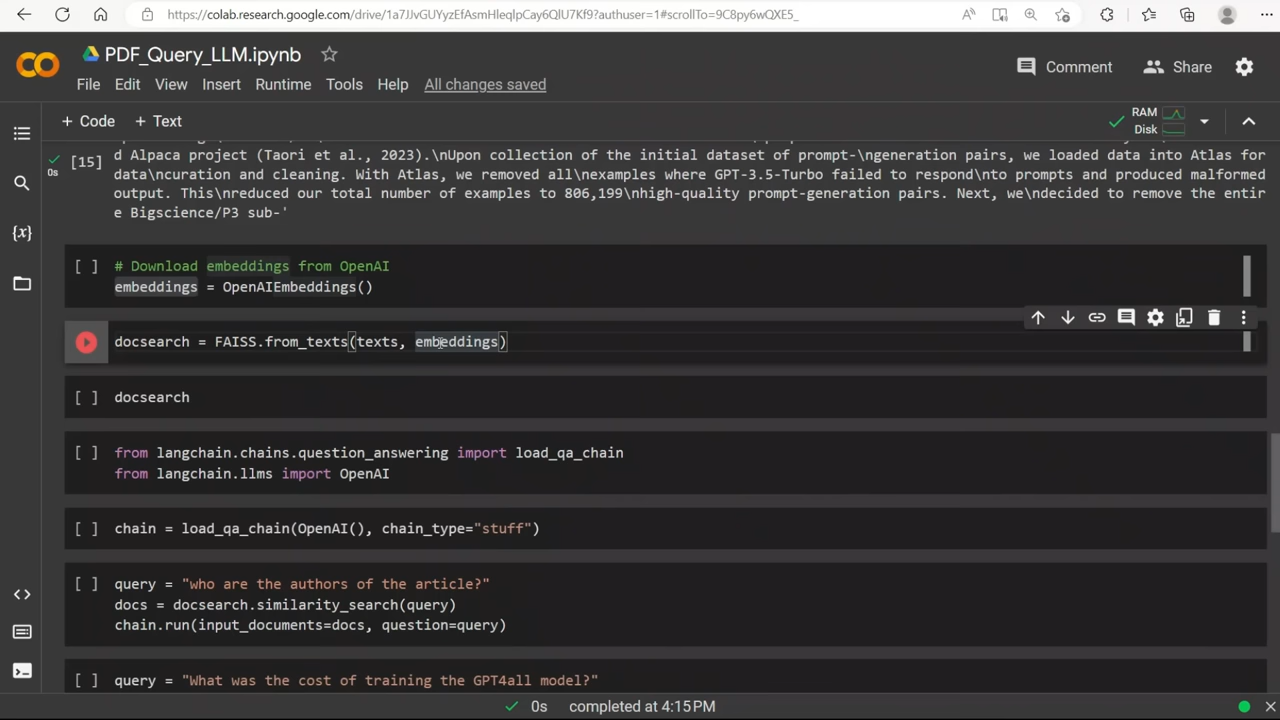 https://colab.research.google.com/drive/1a7JJvGUYyzEfAsmHleqlpCay6QlU7Kf9?authuser=1#scrollTo=9C8py6wQXE5_
PDF_Query_LLM.ipynb
Comment
Share
File Edit View Insert Runtime Tools Help All changes saved
+ Code + Text
RAM
Disk
[15]
0s
d Alpaca project (Taori et al., 2023).\nUpon collection of the initial dataset of prompt-\ngeneration pairs, we loaded data into Atlas for
data\ncuration and cleaning. With Atlas, we removed all\nexamples where GPT-3.5-Turbo failed to respond\nto prompts and produced malformed
output. This\nreduced our total number of examples to 806,199\nhigh-quality prompt-generation pairs. Next, we\ndecided to remove the entir
e Bigscience/P3 sub-'
[ ] # Download embeddings from OpenAI
embeddings = OpenAIEmbeddings()
docsearch = FAISS.from_texts(texts, embeddings)
[ ] docsearch
[ ] from langchain.chains.question_answering import load_qa_chain
from langchain.llms import OpenAI
[ ] chain = load_qa_chain(OpenAI(), chain_type="stuff")
[ ] query = "who are the authors of the article?"
docs = docsearch.similarity_search(query)
chain.run(input_documents=docs, question=query)
[ ] query = "What was the cost of training the GPT4all model?"
0s completed at 4:15PM